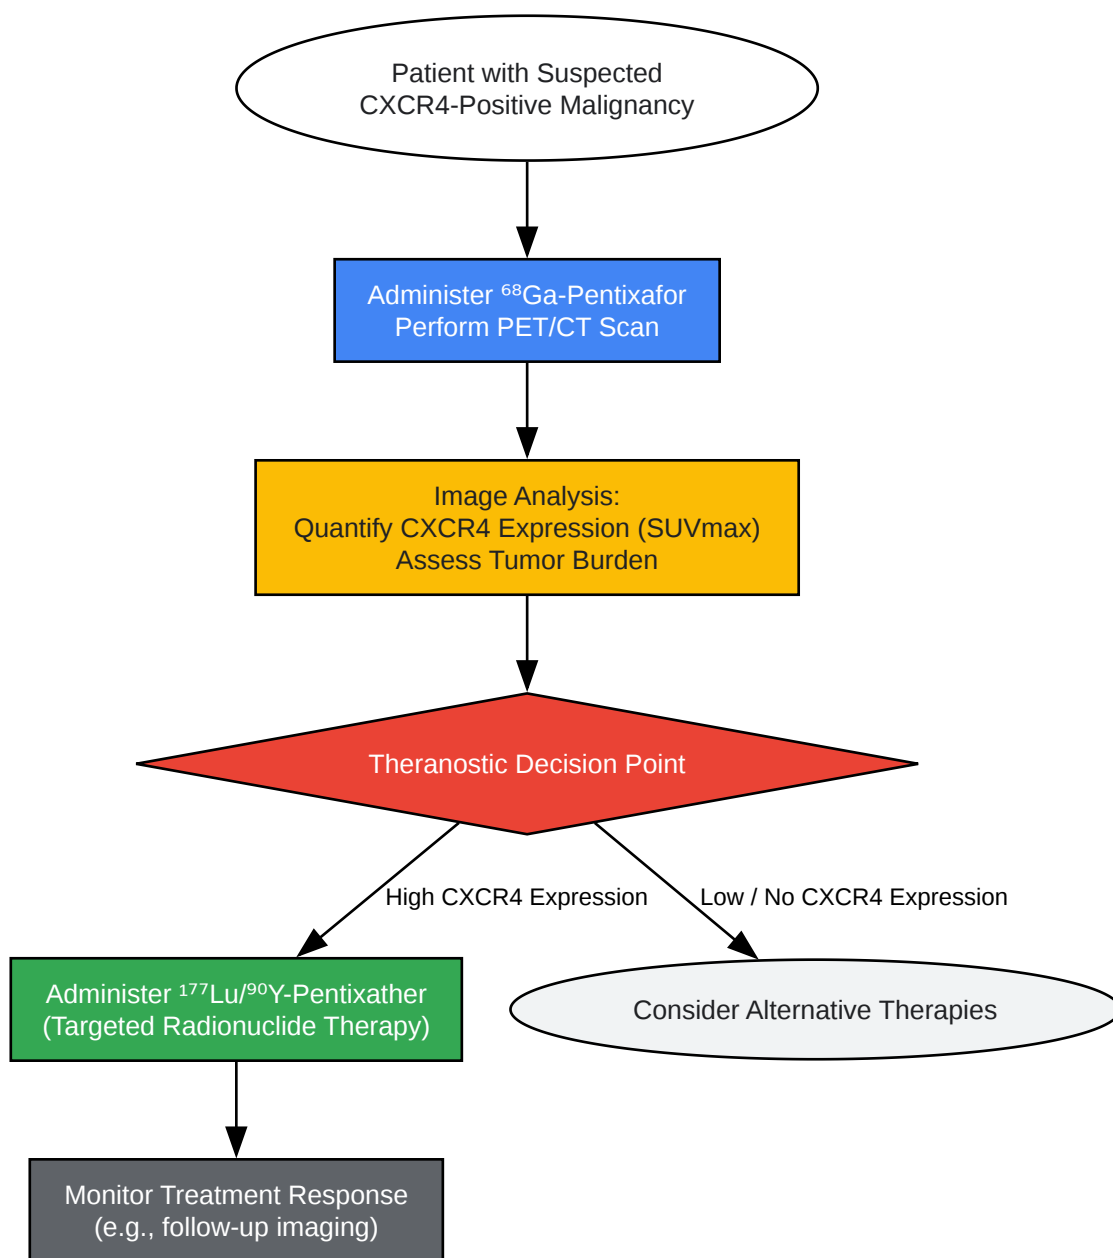 Patient with Suspected
CXCR4-Positive Malignancy
Administer ⁶⁸Ga-Pentixafor
Perform PET/CT Scan
Image Analysis:
Quantify CXCR4 Expression (SUVmax)
Assess Tumor Burden
Theranostic Decision Point
High CXCR4 Expression
Low / No CXCR4 Expression
Administer ¹⁷⁷Lu/⁹⁰Y-Pentixather
(Targeted Radionuclide Therapy)
Consider Alternative Therapies
Monitor Treatment Response
(e.g., follow-up imaging)